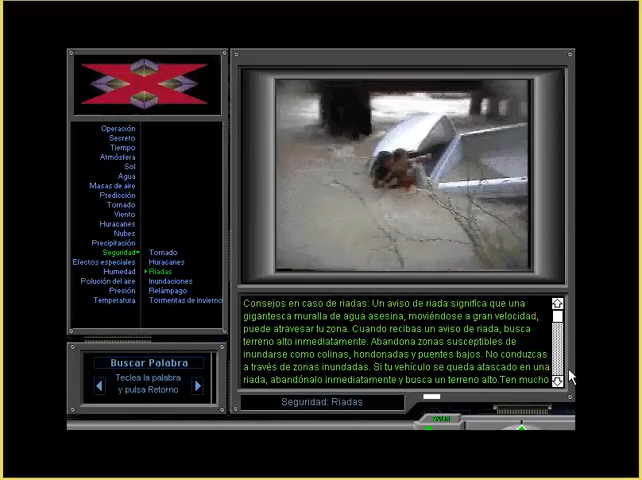 Operación
Secreto
Tiempo
Atmósfera
Sol
Agua
Masas de aire
Predicción
Tornado
Viento
Huracanes
Nubes
Precipitación
Seguridad
Efectos especiales
Humedad
Polución del aire
Presión
Temperatura
Tornado
Huracanes
Riadas
Inundaciones
Relámpago
Tormentas de invierno
Buscar Palabra
Teclea la palabra
y pulsa Retorno
Consejos en caso de riadas: Un aviso de riada significa que una
gigantesca muralla de agua asesina, moviéndose a gran velocidad,
puede atravesar tu zona. Cuando recibas un aviso de riada, busca
terreno alto inmediatamente. Abandona zonas susceptibles de
inundarse como colinas, hondonadas y puentes bajos. No conduzcas
a través de zonas inundadas. Si tu vehículo se queda atascado en una
riada, abandónalo inmediatamente y busca un terreno alto.Ten mucho
Seguridad: Riadas